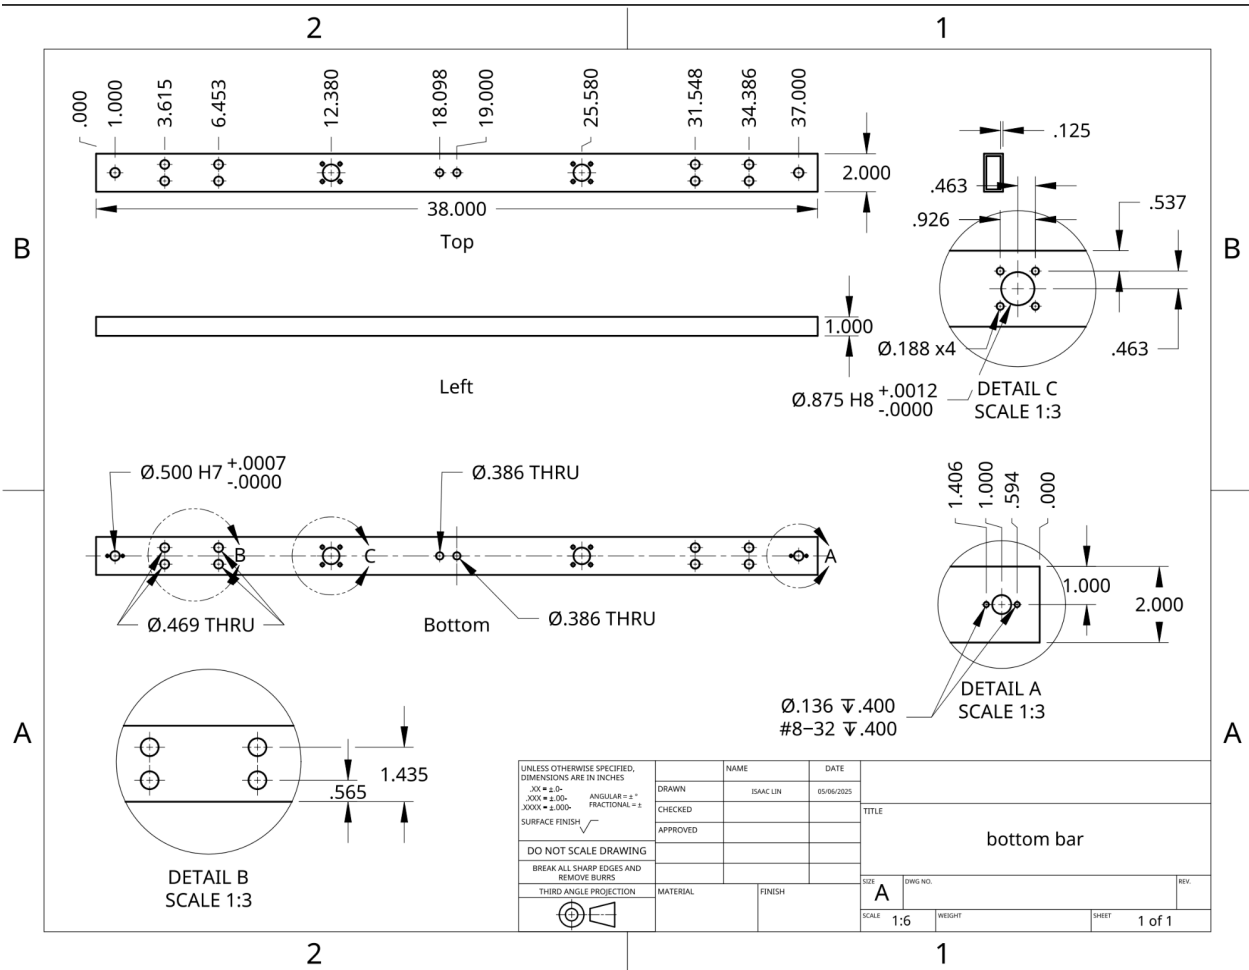 2
1
.000
1.000
3.615
6.453
12.380
18.098
19.000
25.580
31.548
34.386
37.000
2.000
38.000
Top
.125
.463
.926
.537
B
B
1.000
Left
Ø.188 x4
.463
Ø.875 H8 +.0012
-.0000
DETAIL C
SCALE 1:3
Ø.500 H7 +.0007
-.0000
Ø.386 THRU
1.406
1.000
.594
.000
B
C
A
1.000
2.000
Ø.469 THRU
Bottom
Ø.386 THRU
DETAIL A
SCALE 1:3
Ø.136 ↧.400
#8-32 ↧.400
A
A
1.435
.565
DETAIL B
SCALE 1:3
UNLESS OTHERWISE SPECIFIED,
DIMENSIONS ARE IN INCHES
.XX = ±.0-
.XXX = ±.00-
.XXXX = ±.000-
ANGULAR = ± °
FRACTIONAL = ±
SURFACE FINISH
DO NOT SCALE DRAWING
BREAK ALL SHARP EDGES AND
REMOVE BURRS
THIRD ANGLE PROJECTION
NAME
DATE
DRAWN
ISAAC LIN
05/06/2025
CHECKED
APPROVED
MATERIAL
FINISH
TITLE
bottom bar
SIZE
A
DWG NO.
REV.
SCALE
1:6
WEIGHT
SHEET
1 of 1
2
1